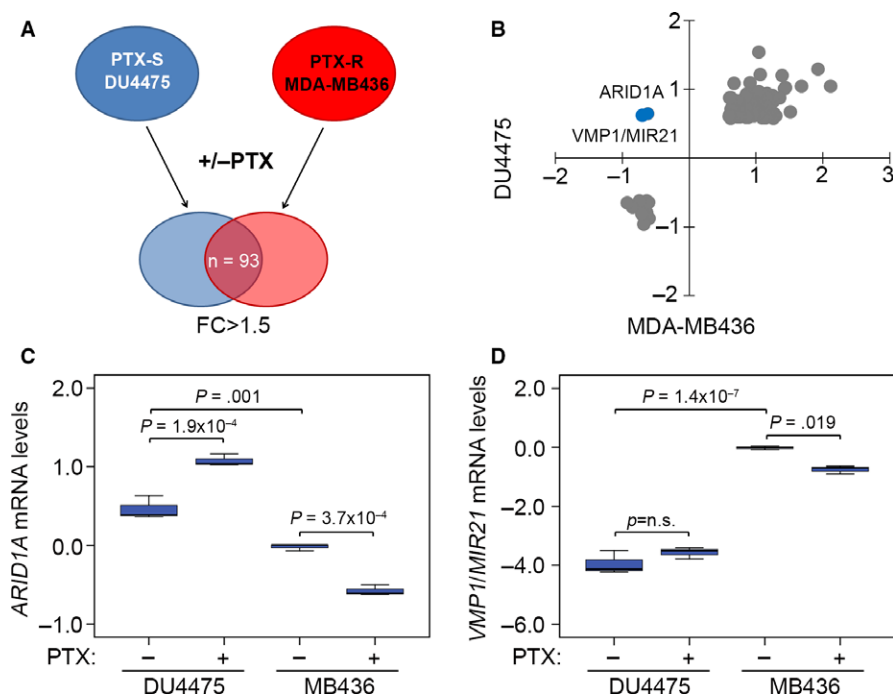 A
PTX-S
DU4475
PTX-R
MDA-MB436
+/–PTX
n = 93
FC>1.5
B
DU4475
2
1
ARID1A
VMP1/MIR21
–2
–1
0
1
2
3
–1
–2
MDA-MB436
C
ARID1A mRNA levels
2.0
1.0
0.0
–1.0
P = .001
P = 1.9x10⁻⁴
P = 3.7x10⁻⁴
PTX: – + – +
DU4475 MB436
D
VMP1/MIR21 mRNA levels
0.0
–2.0
–4.0
–6.0
P = 1.4x10⁻⁷
P = .019
p=n.s.
PTX: – + – +
DU4475 MB436